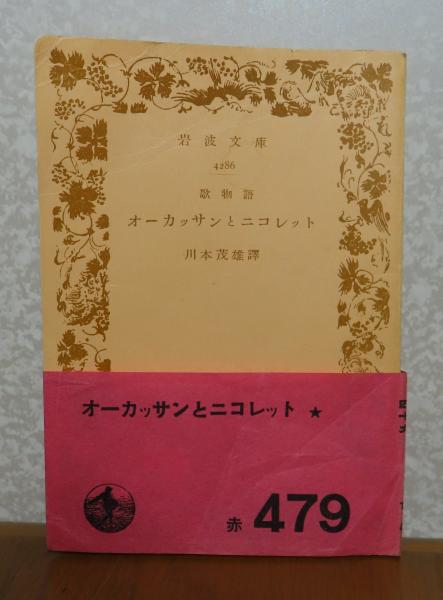 岩波文庫
4286
歌物語
オーカッサンとニコレット
川本茂雄譯
オーカッサンとニコレット ★
赤 479